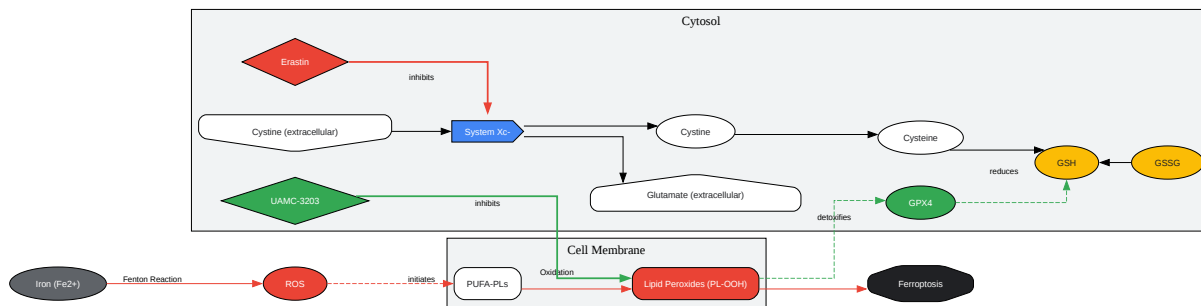 Cytosol
Erastin
inhibits
Cystine (extracellular)
System Xc-
Cystine
Cysteine
GSH
GSSG
reduces
UAMC-3203
inhibits
Glutamate (extracellular)
GPX4
detoxifies
Cell Membrane
Iron (Fe2+)
Fenton Reaction
ROS
initiates
PUFA-PLs
Oxidation
Lipid Peroxides (PL-OOH)
Ferroptosis